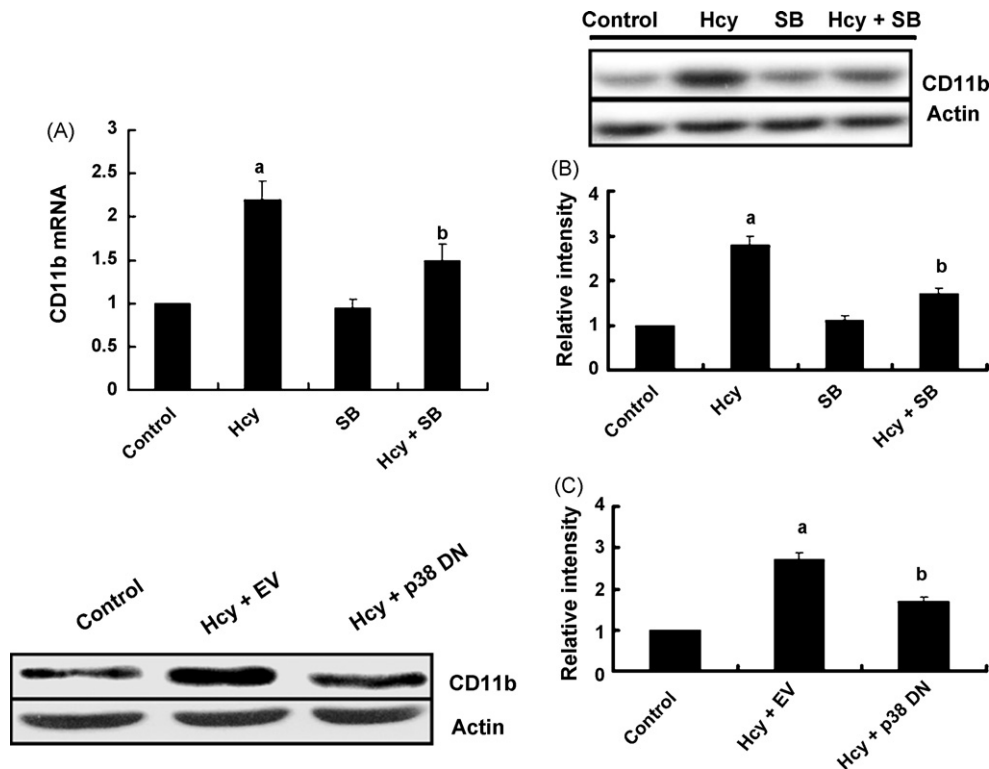 Control Hcy SB Hcy + SB
CD11b
Actin
(A)
CD11b mRNA
3
2.5
2
1.5
1
0.5
0
a
b
Control
Hcy
SB
Hcy + SB
(B)
Relative intensity
4
3
2
1
0
a
b
Control
Hcy
SB
Hcy + SB
Control
Hcy + EV
Hcy + p38 DN
CD11b
Actin
(C)
Relative intensity
4
3
2
1
0
a
b
Control
Hcy + EV
Hcy + p38 DN